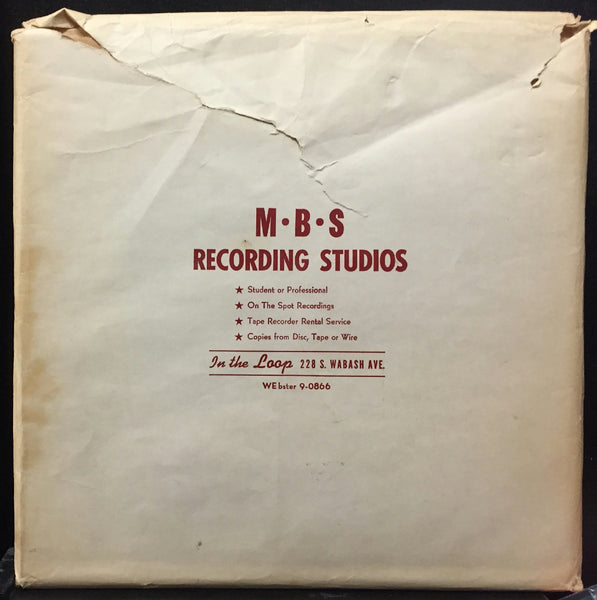 M·B·S
RECORDING STUDIOS
★ Student or Professional
★ On The Spot Recordings
★ Tape Recorder Rental Service
★ Copies from Disc, Tape or Wire
In the Loop 228 S. WABASH AVE.
WEbster 9-0866